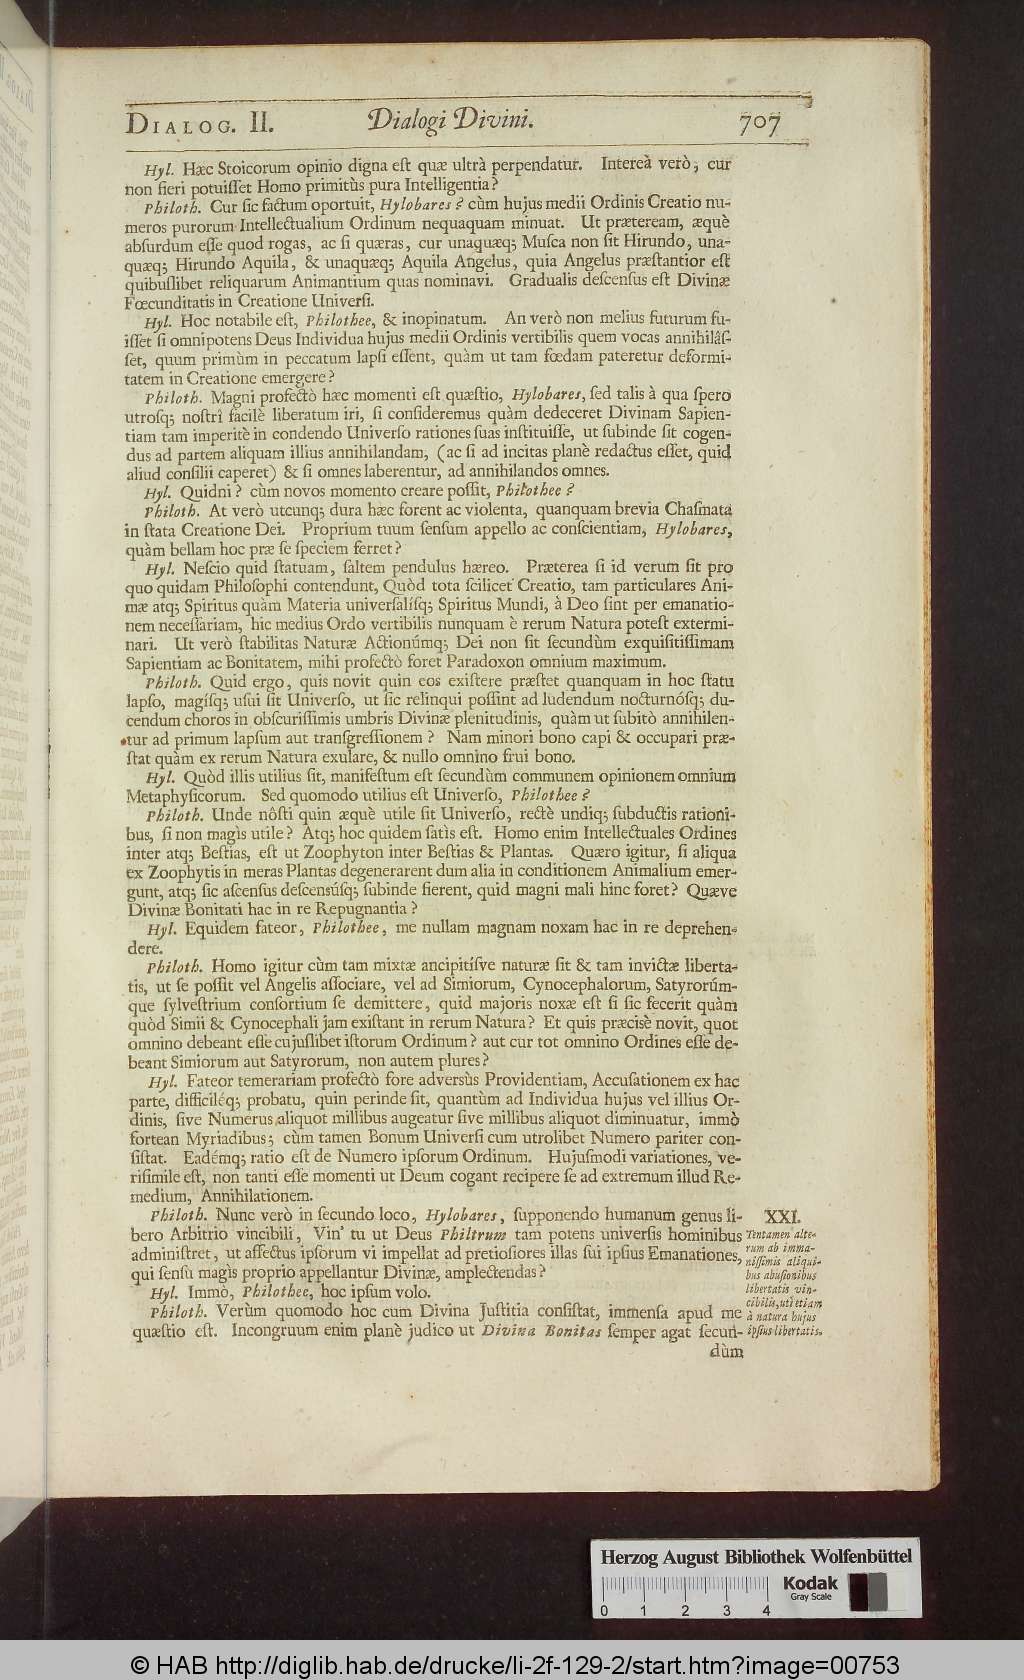 DIALOG. II. Dialogi Divini. 707
Hyl. Hæc Stoicorum opinio digna eſt quæ ultrà perpendatur. Intereà verò, cur
non fieri potuiſſet Homo primitùs pura Intelligentia?
Philoth. Cur ſic factum oportuit, Hylobares? cùm hujus medii Ordinis Creatio nu-
meros purorum Intellectualium Ordinum nequaquam minuat. Ut præteream, æquè
abſurdum eſſe quod rogas, ac ſi quæras, cur unaquæq; Muſca non ſit Hirundo, una-
quæq; Hirundo Aquila, & unaquæq; Aquila Angelus, quia Angelus præſtantior eſt
quibuſlibet reliquarum Animantium quas nominavi. Gradualis deſcenſus eſt Divinæ
Fœcunditatis in Creatione Univerſi.
Hyl. Hoc notabile eſt, Philothee, & inopinatum. An verò non melius futurum fu-
iſſet ſi omnipotens Deus Individua hujus medii Ordinis vertibilis quem vocas annihilâſ-
ſet, quum primùm in peccatum lapſi eſſent, quàm ut tam fœdam pateretur deformi-
tatem in Creatione emergere?
Philoth. Magni profectò hæc momenti eſt quæſtio, Hylobares, ſed talis à qua ſpero
utroſq; noſtrî facilè liberatum iri, ſi conſideremus quàm dedeceret Divinam Sapien-
tiam tam imperitè in condendo Univerſo rationes ſuas inſtituiſſe, ut ſubinde ſit cogen-
dus ad partem aliquam illius annihilandam, (ac ſi ad incitas planè redactus eſſet, quid
aliud conſilii caperet) & ſi omnes laberentur, ad annihilandos omnes.
Hyl. Quidni? cùm novos momento creare poſſit, Philothee?
Philoth. At verò utcunq; dura hæc forent ac violenta, quanquam brevia Chaſmata
in ſtata Creatione Dei. Proprium tuum ſenſum appello ac conſcientiam, Hylobares,
quàm bellam hoc præ ſe ſpeciem ferret?
Hyl. Neſcio quid ſtatuam, ſaltem pendulus hæreo. Præterea ſi id verum ſit pro
quo quidam Philoſophi contendunt, Quòd tota ſcilicet Creatio, tam particulares Ani-
mæ atq; Spiritus quàm Materia univerſalíſq; Spiritus Mundi, à Deo ſint per emanatio-
nem neceſſariam, hic medius Ordo vertibilis nunquam è rerum Natura poteſt extermi-
nari. Ut verò ſtabilitas Naturæ Actionúmq; Dei non ſit ſecundùm exquiſitiſſimam
Sapientiam ac Bonitatem, mihi profectò foret Paradoxon omnium maximum.
Philoth. Quid ergo, quis novit quin eos exiſtere præſtet quanquam in hoc ſtatu
lapſo, magíſq; uſui ſit Univerſo, ut ſic relinqui poſſint ad ludendum nocturnóſq; du-
cendum choros in obſcuriſſimis umbris Divinæ plenitudinis, quàm ut ſubitò annihilen-
tur ad primum lapſum aut tranſgreſſionem? Nam minori bono capi & occupari præ-
ſtat quàm ex rerum Natura exulare, & nullo omnino frui bono.
Hyl. Quòd illis utilius ſit, manifeſtum eſt ſecundùm communem opinionem omnium
Metaphyſicorum. Sed quomodo utilius eſt Univerſo, Philothee?
Philoth. Unde nôſti quin æquè utile ſit Univerſo, rectè undiq; ſubductis rationi-
bus, ſi non magìs utile? Atq; hoc quidem ſatìs eſt. Homo enim Intellectuales Ordines
inter atq; Beſtias, eſt ut Zoophyton inter Beſtias & Plantas. Quæro igitur, ſi aliqua
ex Zoophytis in meras Plantas degenerarent dum alia in conditionem Animalium emer-
gunt, atq; ſic aſcenſus deſcensúſq; ſubinde fierent, quid magni mali hinc foret? Quæve
Divinæ Bonitati hac in re Repugnantia?
Hyl. Equidem fateor, Philothee, me nullam magnam noxam hac in re deprehen-
dere.
Philoth. Homo igitur cùm tam mixtæ ancipitíſve naturæ ſit & tam invictæ liberta-
tis, ut ſe poſſit vel Angelis aſſociare, vel ad Simiorum, Cynocephalorum, Satyrorúm-
que ſylveſtrium conſortium ſe demittere, quid majoris noxæ eſt ſi ſic fecerit quàm
quòd Simii & Cynocephali jam exiſtant in rerum Natura? Et quis præcisè novit, quot
omnino debeant eſſe cujuſlibet iſtorum Ordinum? aut cur tot omnino Ordines eſſe de-
beant Simiorum aut Satyrorum, non autem plures?
Hyl. Fateor temerariam profectò fore adversùs Providentiam, Accuſationem ex hac
parte, difficiléq; probatu, quin perinde ſit, quantùm ad Individua hujus vel illius Or-
dinis, ſive Numerus aliquot millibus augeatur ſive millibus aliquot diminuatur, immò
fortean Myriadibus; cùm tamen Bonum Univerſi cum utrolibet Numero pariter con-
ſiſtat. Eadémq; ratio eſt de Numero ipſorum Ordinum. Hujuſmodi variationes, ve-
riſimile eſt, non tanti eſſe momenti ut Deum cogant recipere ſe ad extremum illud Re-
medium, Annihilationem.
Philoth. Nunc verò in ſecundo loco, Hylobares, ſupponendo humanum genus li-
bero Arbitrio vincibili, Vin' tu ut Deus Philtrum tam potens univerſis hominibus
adminiſtret, ut affectus ipſorum vi impellat ad pretioſiores illas ſui ipſius Emanationes,
qui ſenſu magìs proprio appellantur Divinæ, amplectendas?
Hyl. Immò, Philothee, hoc ipſum volo.
Philoth. Verùm quomodo hoc cum Divina Juſtitia conſiſtat, immenſa apud me
quæſtio eſt. Incongruum enim planè judico ut Divina Bonitas ſemper agat ſecun-
dùm
XXI.
Tentamen alte-
rum ab imma-
niſſimis aliqui-
bus abuſionibus
libertatis vin-
cibilis, uti etiam
à natura hujus
ipſius libertatis.
Herzog August Bibliothek Wolfenbüttel
Kodak
Gray Scale
0 1 2 3 4
© HAB http://diglib.hab.de/drucke/li-2f-129-2/start.htm?image=00753